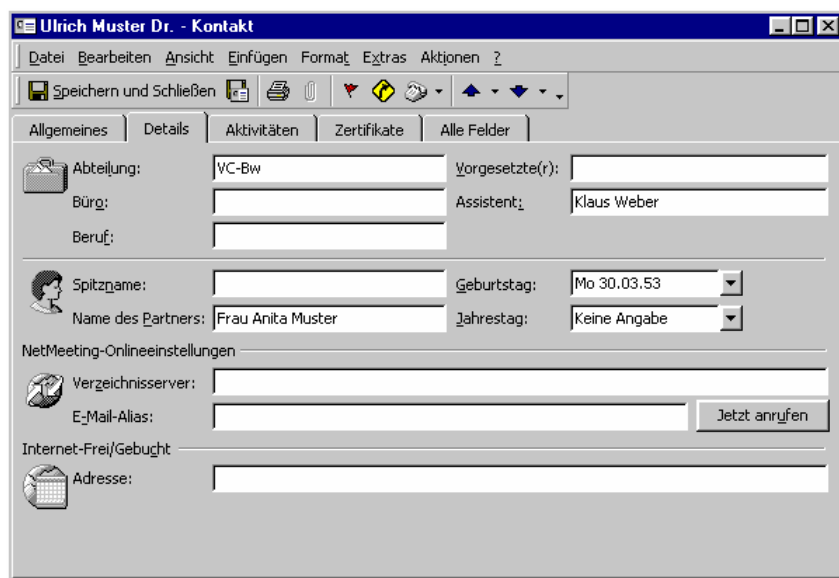 Ulrich Muster Dr. - Kontakt
Datei Bearbeiten Ansicht Einfügen Format Extras Aktionen ?
Speichern und Schließen
Allgemeines Details Aktivitäten Zertifikate Alle Felder
Abteilung: VC-Bw Vorgesetzte(r):
Büro: Assistent: Klaus Weber
Beruf:
Spitzname: Geburtstag: Mo 30.03.53
Name des Partners: Frau Anita Muster Jahrestag: Keine Angabe
NetMeeting-Onlineeinstellungen
Verzeichnisserver:
E-Mail-Alias: Jetzt anrufen
Internet-Frei/Gebucht
Adresse: